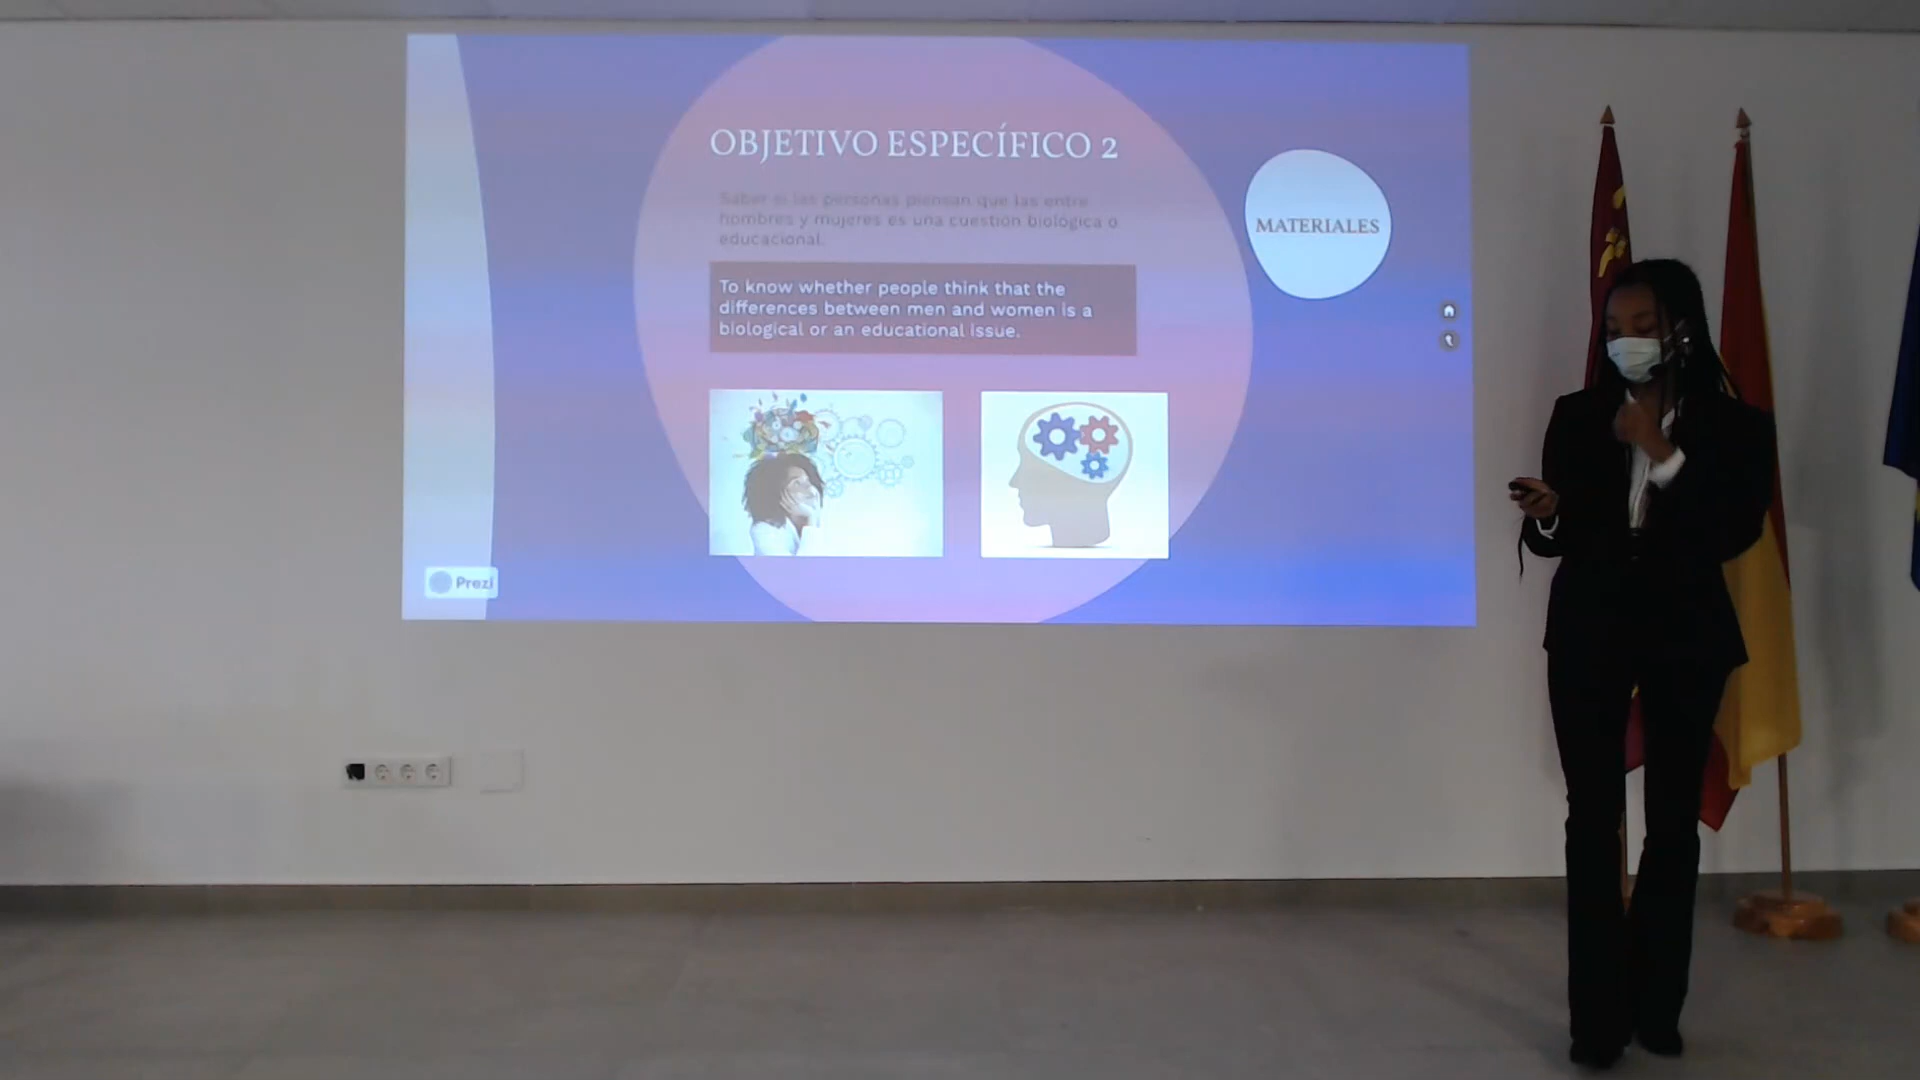 OBJETIVO ESPECÍFICO 2
Saber si las personas piensan que las entre
hombres y mujeres es una cuestión biológica o
educacional.
To know whether people think that the
differences between men and women is a
biological or an educational issue.
MATERIALES
Prezi